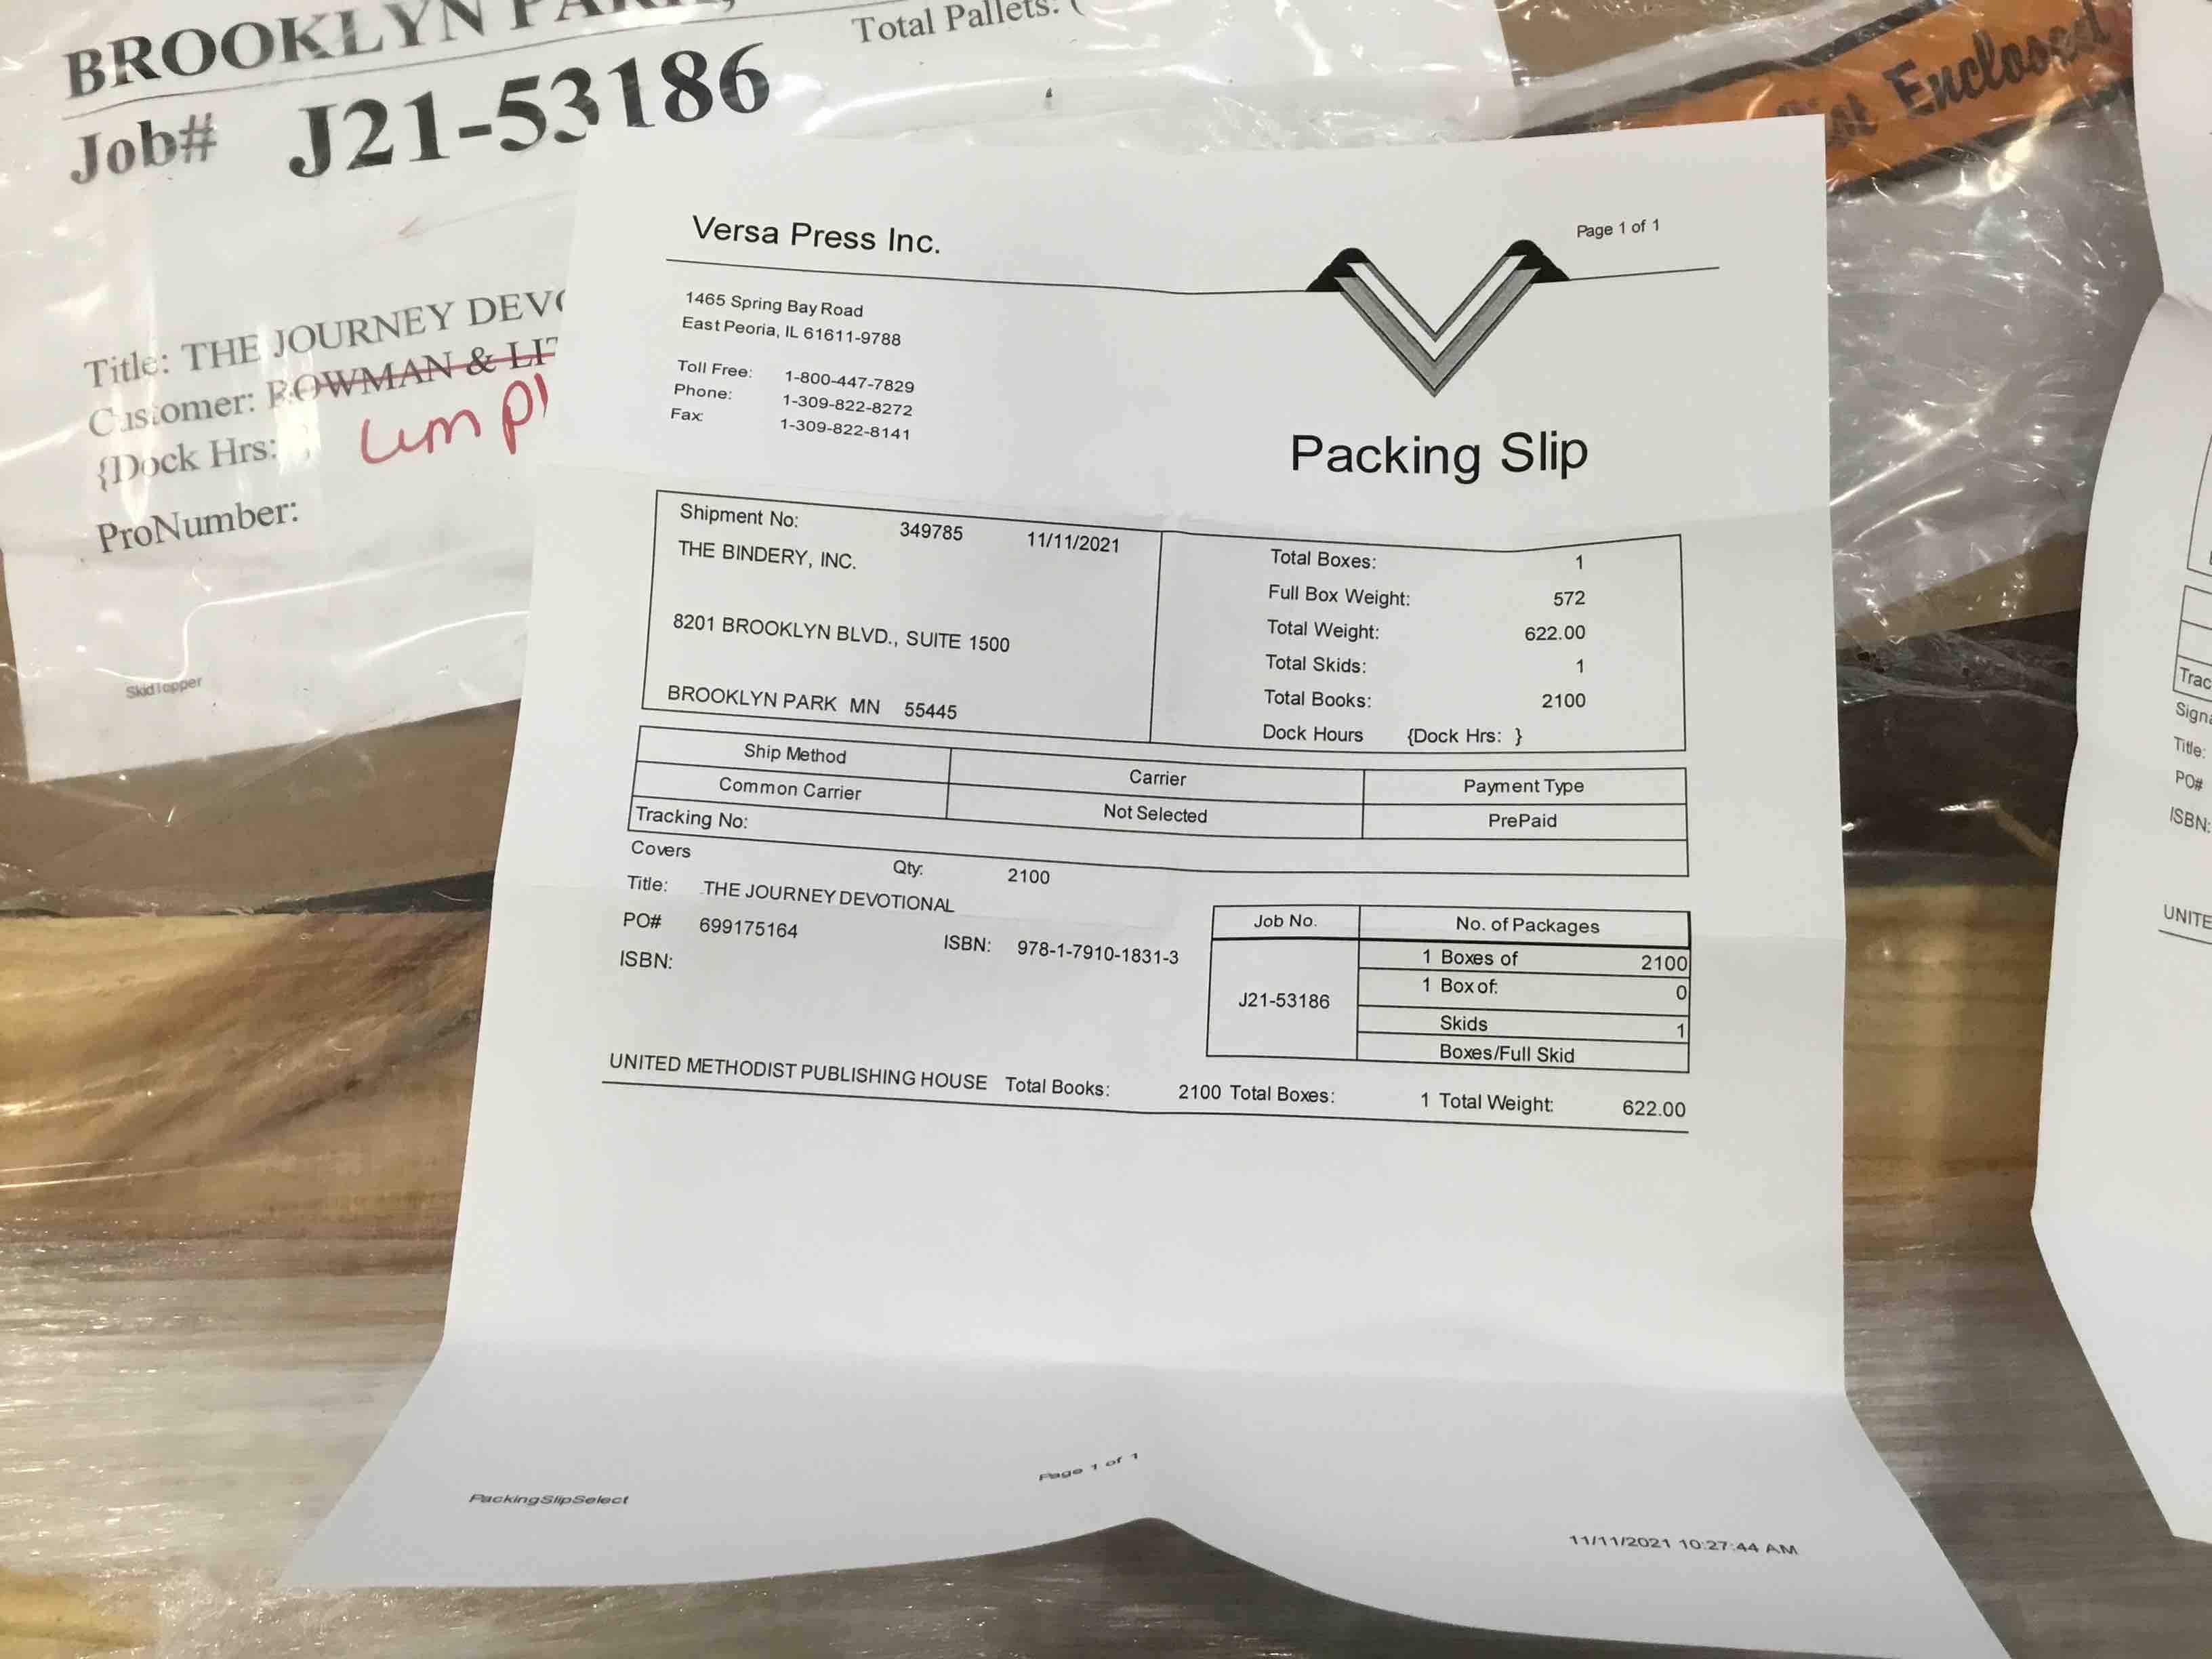 BROOKLYN
Total Pallets:
Job# J21-53186
Title: THE JOURNEY
Customer: ROWMAN &
{Dock Hrs:
ProNumber:
SkidTopper
Enclosed
Versa Press Inc.
Page 1 of 1
1465 Spring Bay Road
East Peoria, IL 61611-9788
Toll Free: 1-800-447-7829
Phone: 1-309-822-8272
Fax: 1-309-822-8141
Packing Slip
Shipment No: 349785 11/11/2021
THE BINDERY, INC.
8201 BROOKLYN BLVD., SUITE 1500
BROOKLYN PARK MN 55445
Total Boxes: 1
Full Box Weight: 572
Total Weight: 622.00
Total Skids: 1
Total Books: 2100
Dock Hours {Dock Hrs: }
Ship Method Carrier Payment Type
Common Carrier Not Selected PrePaid
Tracking No:
Covers Qty: 2100
Title: THE JOURNEY DEVOTIONAL
PO# 699175164 ISBN: 978-1-7910-1831-3
ISBN:
Job No. No. of Packages
1 Boxes of 2100
1 Box of: 0
J21-53186
Skids 1
Boxes/Full Skid
UNITED METHODIST PUBLISHING HOUSE Total Books: 2100 Total Boxes: 1 Total Weight: 622.00
PackingSlipSelect
Page 1 of 1
11/11/2021 10:27:44 AM
Title:
PO#
ISBN: